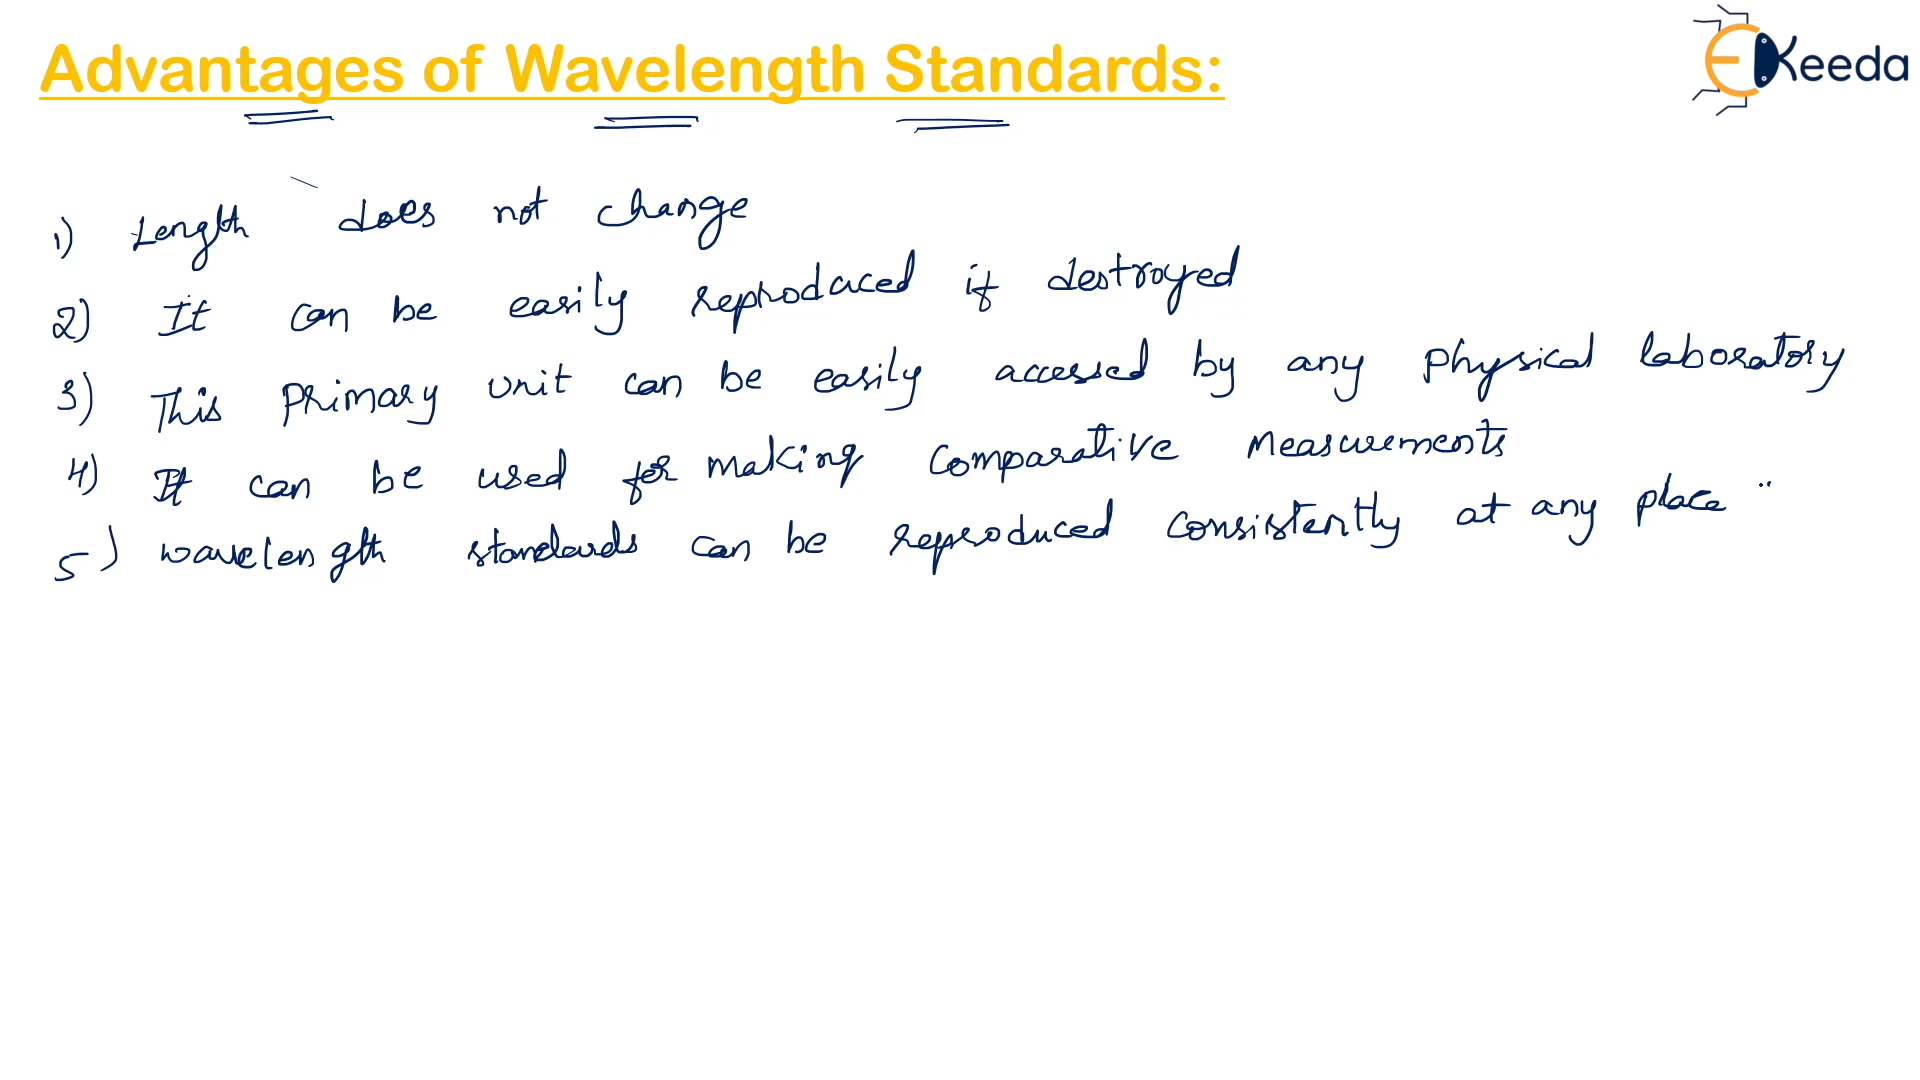 Advantages of Wavelength Standards:
EKeeda
1) Length does not change
2) It can be easily reproduced if destroyed
3) This Primary unit can be easily accessed by any Physical laboratory
4) It can be used for making comparative measurements
5) wavelength standards can be reproduced consistently at any place